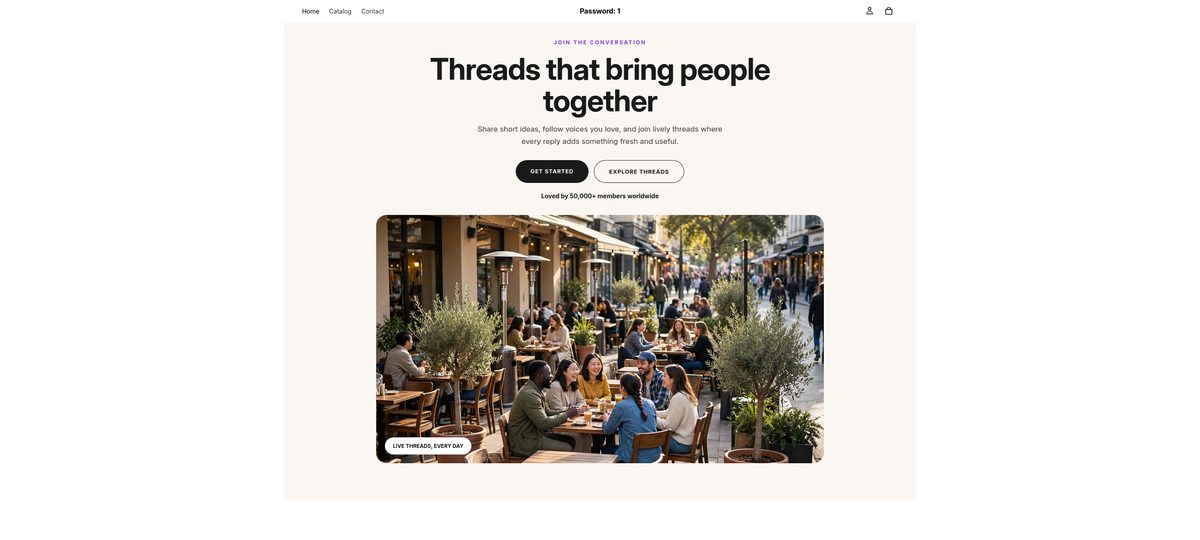 Home Catalog Contact Password: 1
JOIN THE CONVERSATION
Threads that bring people
together
Share short ideas, follow voices you love, and join lively threads where
every reply adds something fresh and useful.
GET STARTED EXPLORE THREADS
Loved by 50,000+ members worldwide
LIVE THREADS, EVERY DAY